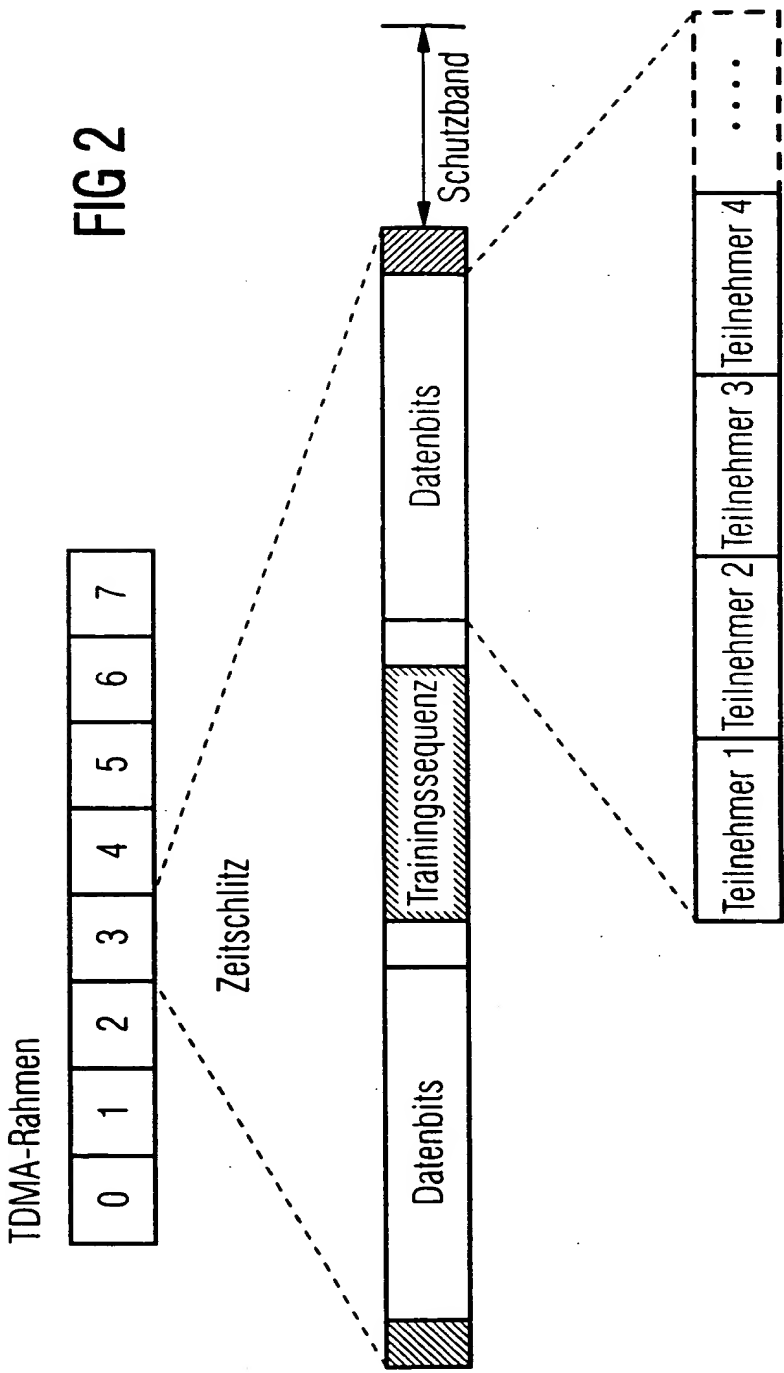 FIG 2
TDMA-Rahmen
0 1 2 3 4 5 6 7
Zeitschlitz
Datenbits Trainingssequenz Datenbits
Schutzband
Teilnehmer 1 Teilnehmer 2 Teilnehmer 3 Teilnehmer 4 ....